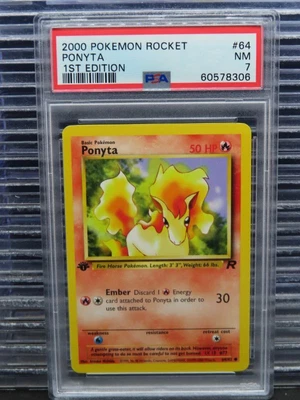 2000 POKEMON ROCKET #64
PONYTA NM
1ST EDITION PSA 7
60578306
Basic Pokémon
Ponyta 50 HP
Fire Horse Pokémon. Length: 3' 3", Weight: 66 lbs.
Ember Discard 1 Energy
card attached to Ponyta in order to
use this attack.
30
weakness resistance retreat cost